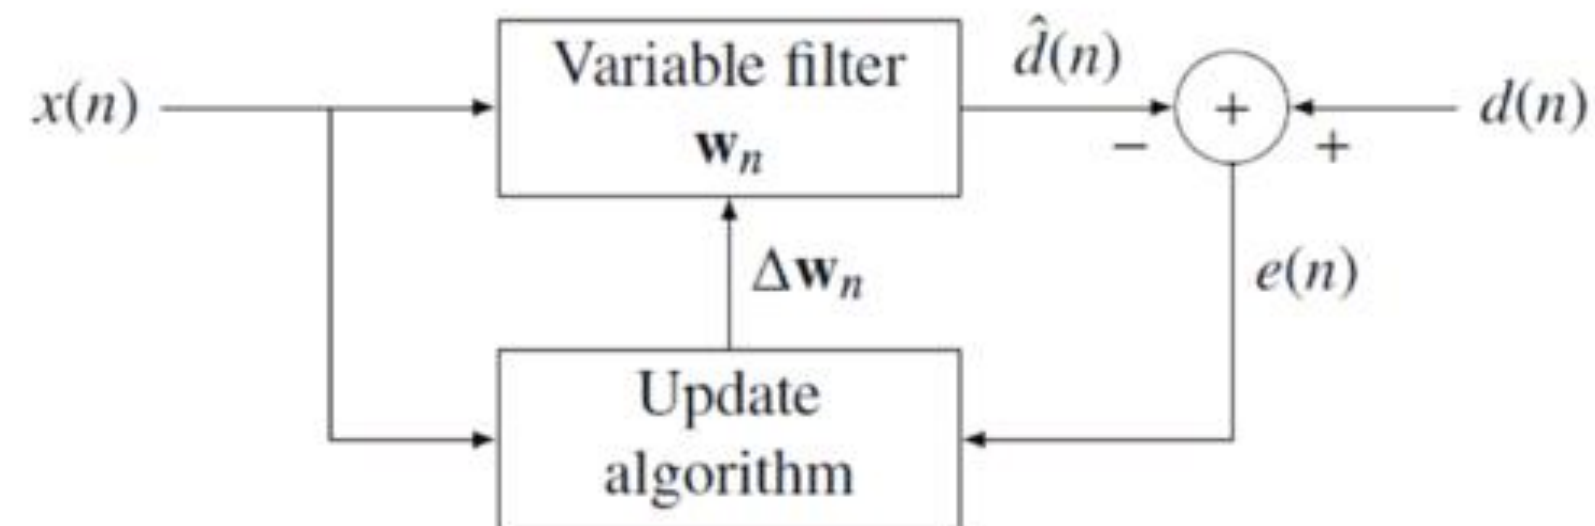 x(n)
Variable filter
𝐰ₙ
d̂(n)
−
+
+
d(n)
Δ𝐰ₙ
e(n)
Update
algorithm